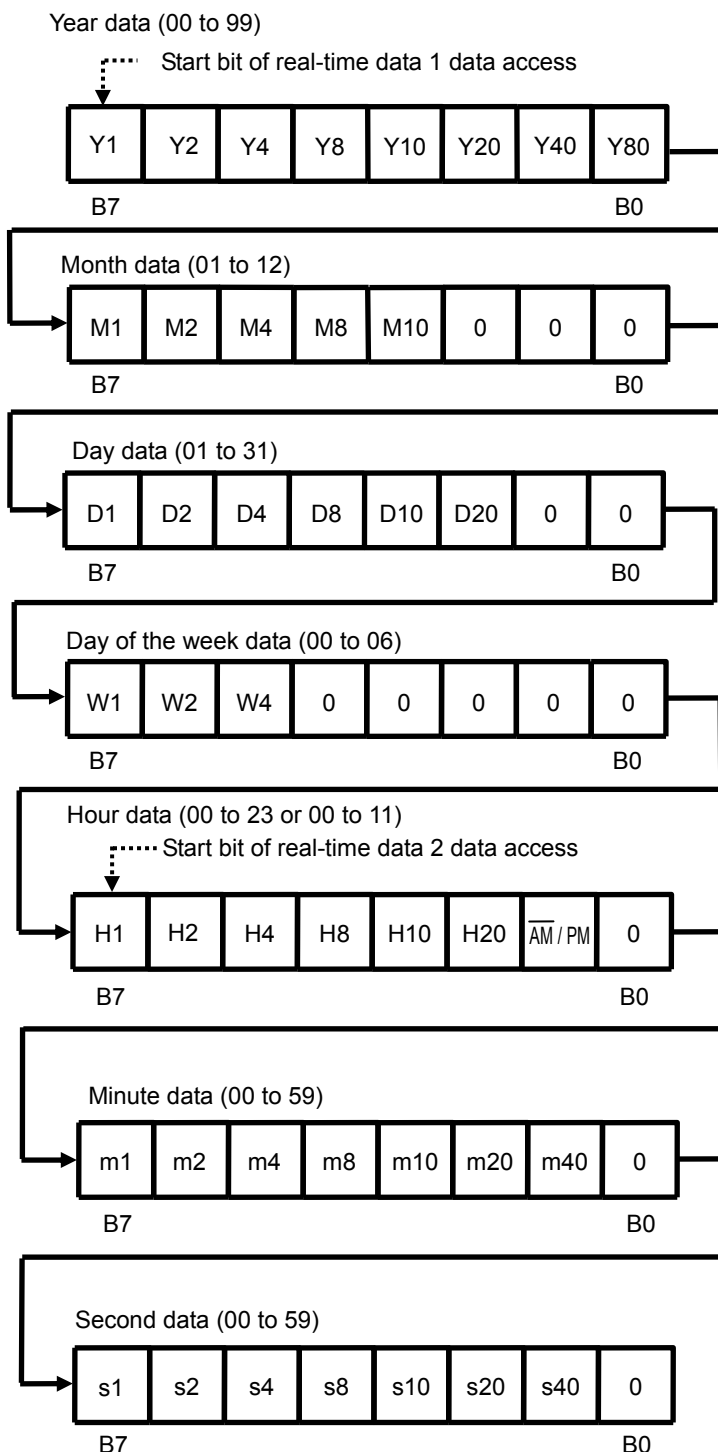 Year data (00 to 99)
Start bit of real-time data 1 data access
Y1 Y2 Y4 Y8 Y10 Y20 Y40 Y80
B7 B0
Month data (01 to 12)
M1 M2 M4 M8 M10 0 0 0
B7 B0
Day data (01 to 31)
D1 D2 D4 D8 D10 D20 0 0
B7 B0
Day of the week data (00 to 06)
W1 W2 W4 0 0 0 0 0
B7 B0
Hour data (00 to 23 or 00 to 11)
Start bit of real-time data 2 data access
H1 H2 H4 H8 H10 H20 A̅M̅ / PM 0
B7 B0
Minute data (00 to 59)
m1 m2 m4 m8 m10 m20 m40 0
B7 B0
Second data (00 to 59)
s1 s2 s4 s8 s10 s20 s40 0
B7 B0